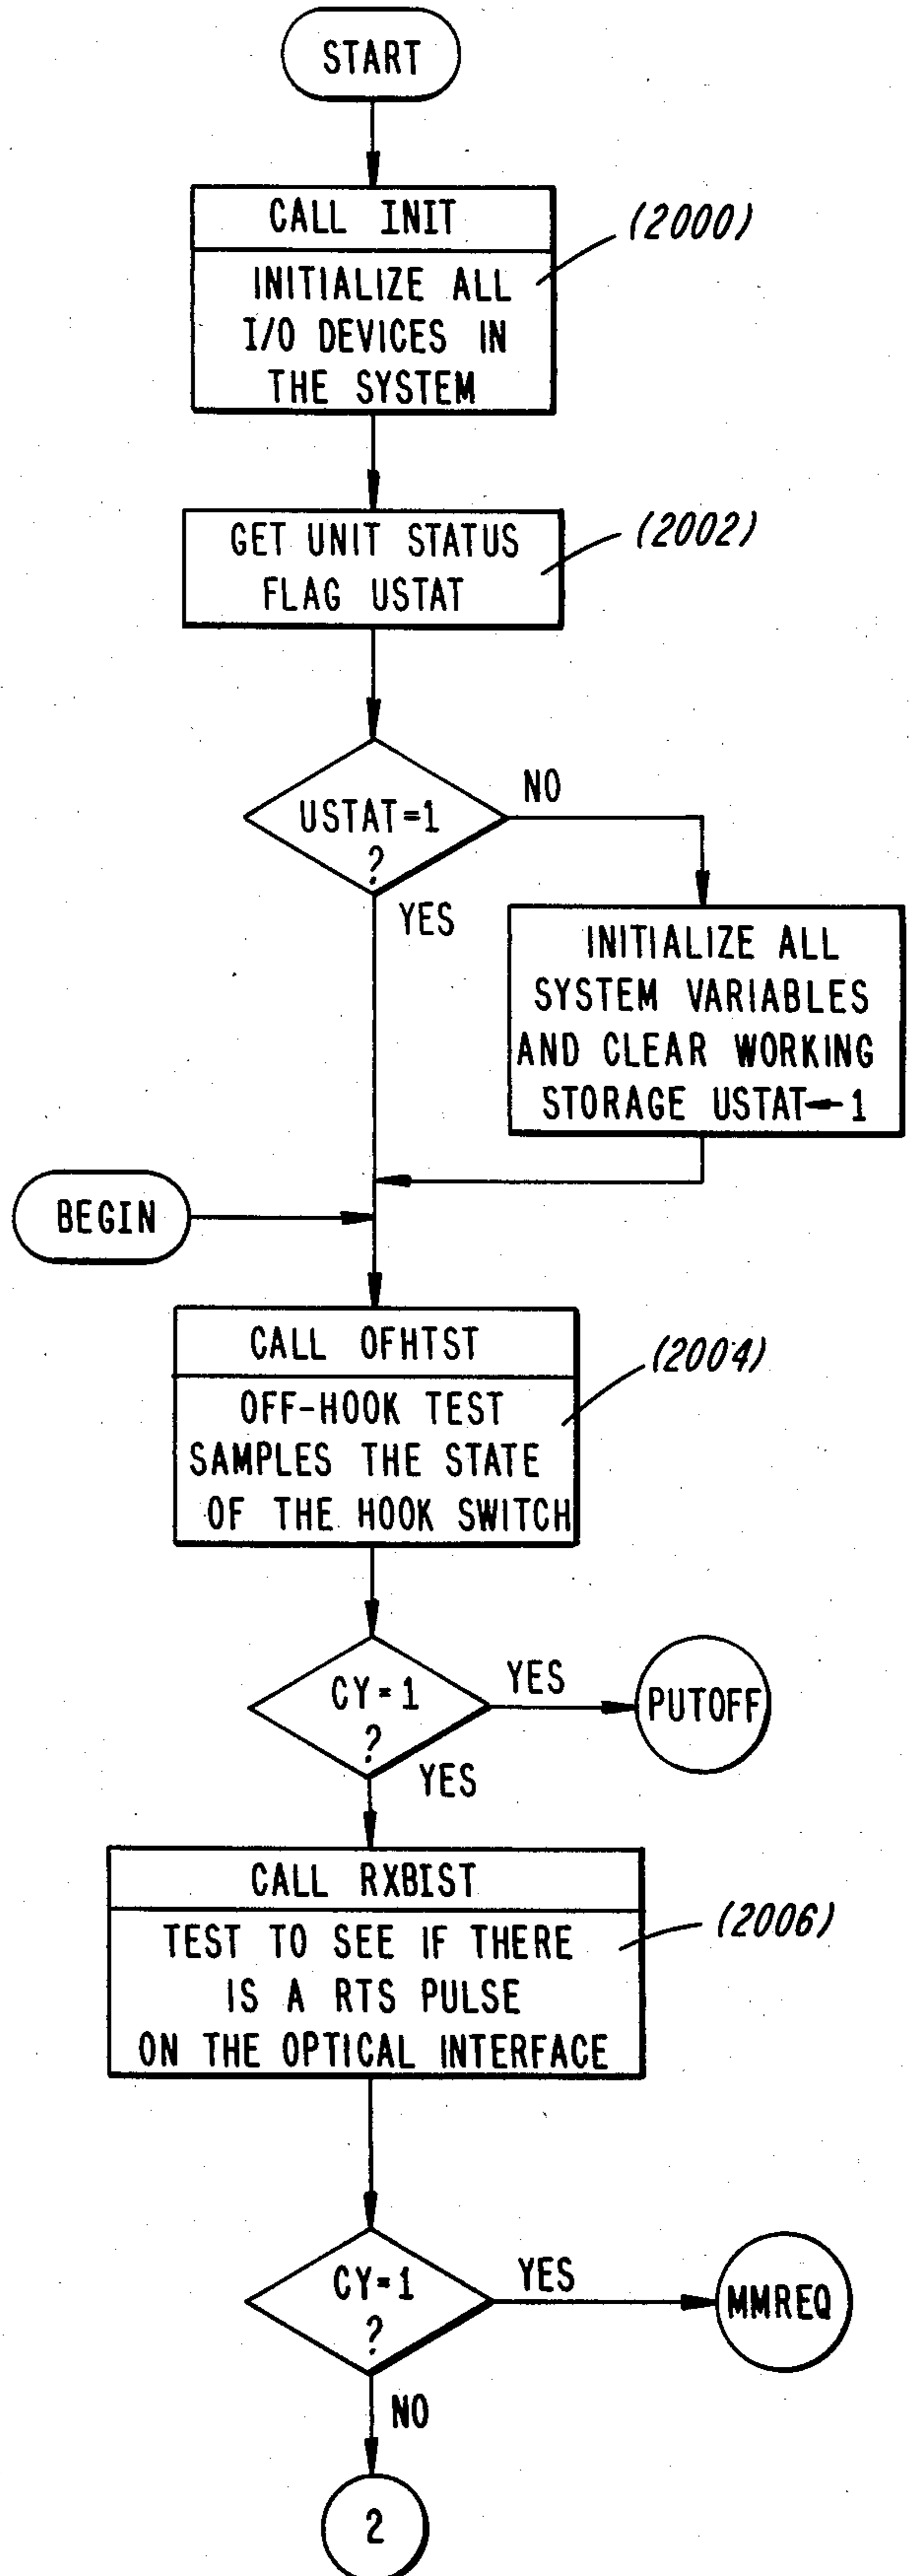 START
CALL INIT
(2000)
INITIALIZE ALL
I/O DEVICES IN
THE SYSTEM
GET UNIT STATUS
FLAG USTAT
(2002)
USTAT=1
?
NO
YES
INITIALIZE ALL
SYSTEM VARIABLES
AND CLEAR WORKING
STORAGE USTAT←1
BEGIN
CALL OFHTST
(2004)
OFF-HOOK TEST
SAMPLES THE STATE
OF THE HOOK SWITCH
CY=1
?
YES
PUTOFF
YES
CALL RXBIST
(2006)
TEST TO SEE IF THERE
IS A RTS PULSE
ON THE OPTICAL INTERFACE
CY=1
?
YES
MMREQ
NO
2